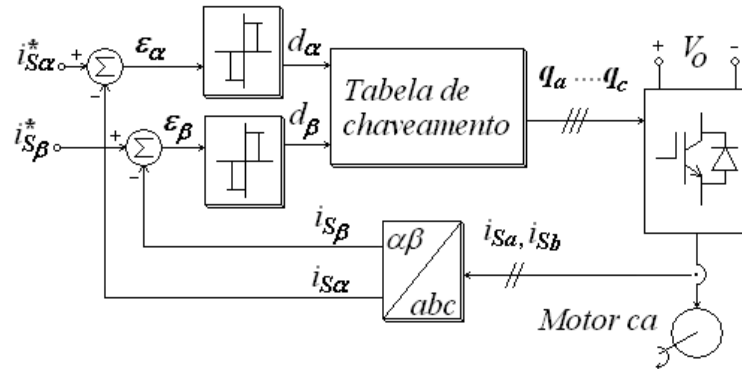 i*Sα
+
−
Σ
εα
dα
i*Sβ
+
−
Σ
εβ
dβ
Tabela de
chaveamento
qa ....qc
+ Vo -
iSβ
iSα
αβ
abc
iSa, iSb
Motor ca